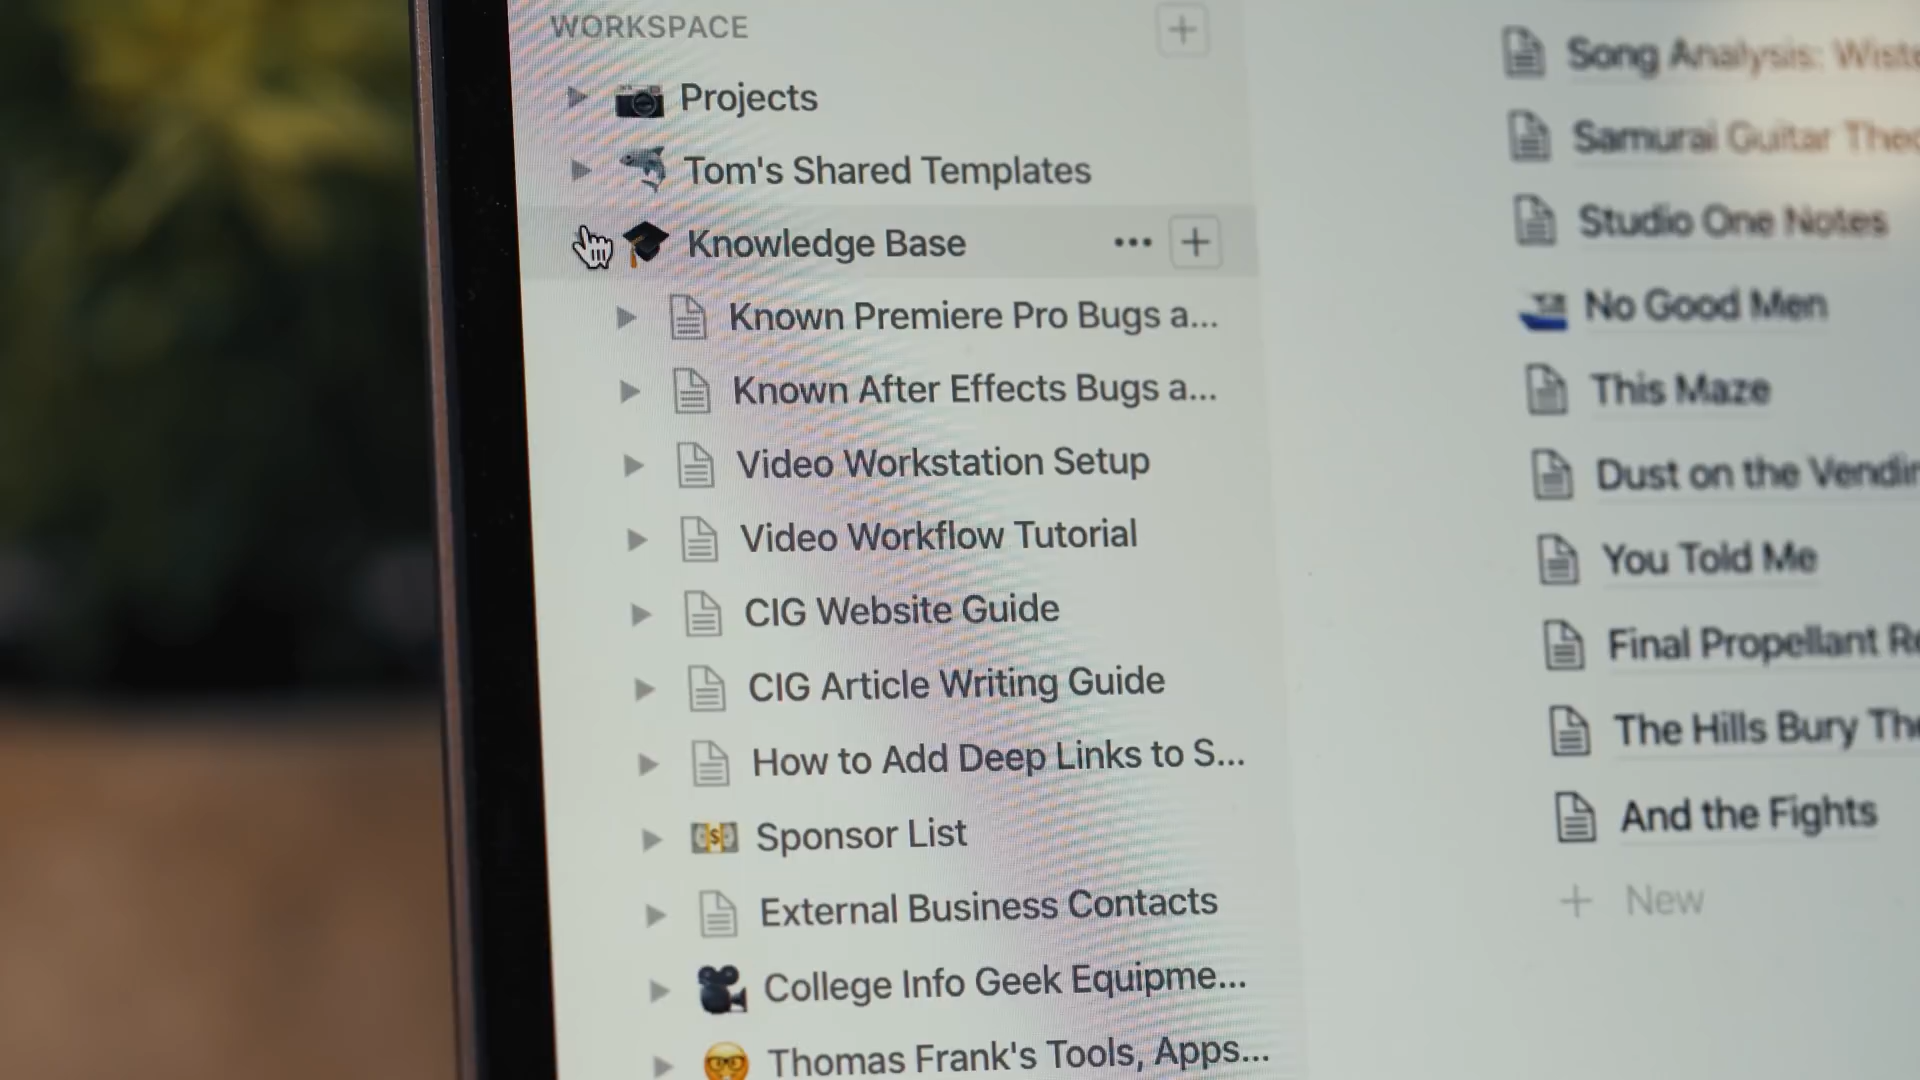 WORKSPACE
Projects
Tom's Shared Templates
Knowledge Base
Known Premiere Pro Bugs a...
Known After Effects Bugs a...
Video Workstation Setup
Video Workflow Tutorial
CIG Website Guide
CIG Article Writing Guide
How to Add Deep Links to S...
Sponsor List
External Business Contacts
College Info Geek Equipme...
Thomas Frank's Tools, Apps...
Song Analysis:
Samurai Guitar
Studio One Notes
No Good Men
This Maze
Dust on the
You Told Me
Final Propellant
The Hills Bury
And the Fights
New